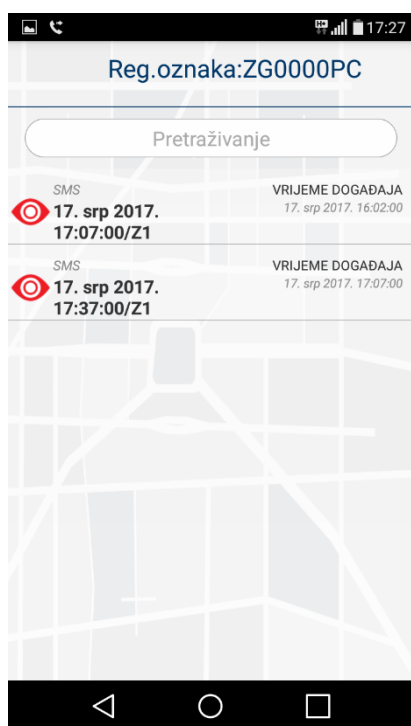 17:27
Reg.oznaka:ZG0000PC
Pretraživanje
SMS
VRIJEME DOGAĐAJA
17. srp 2017.
17. srp 2017. 16:02:00
17:07:00/Z1
SMS
VRIJEME DOGAĐAJA
17. srp 2017.
17. srp 2017. 17:07:00
17:37:00/Z1